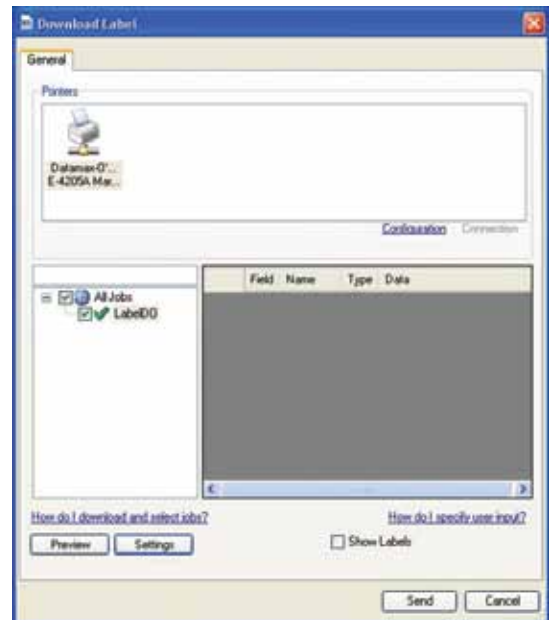 Download Label
General
Printers
Datamax-O'...
E-4205A Mar...
Configuration Connection
Field Name Type Data
All Jobs
LabelDO
How do I download and select jobs? How do I specify user input?
Preview Settings Show Labels
Send Cancel